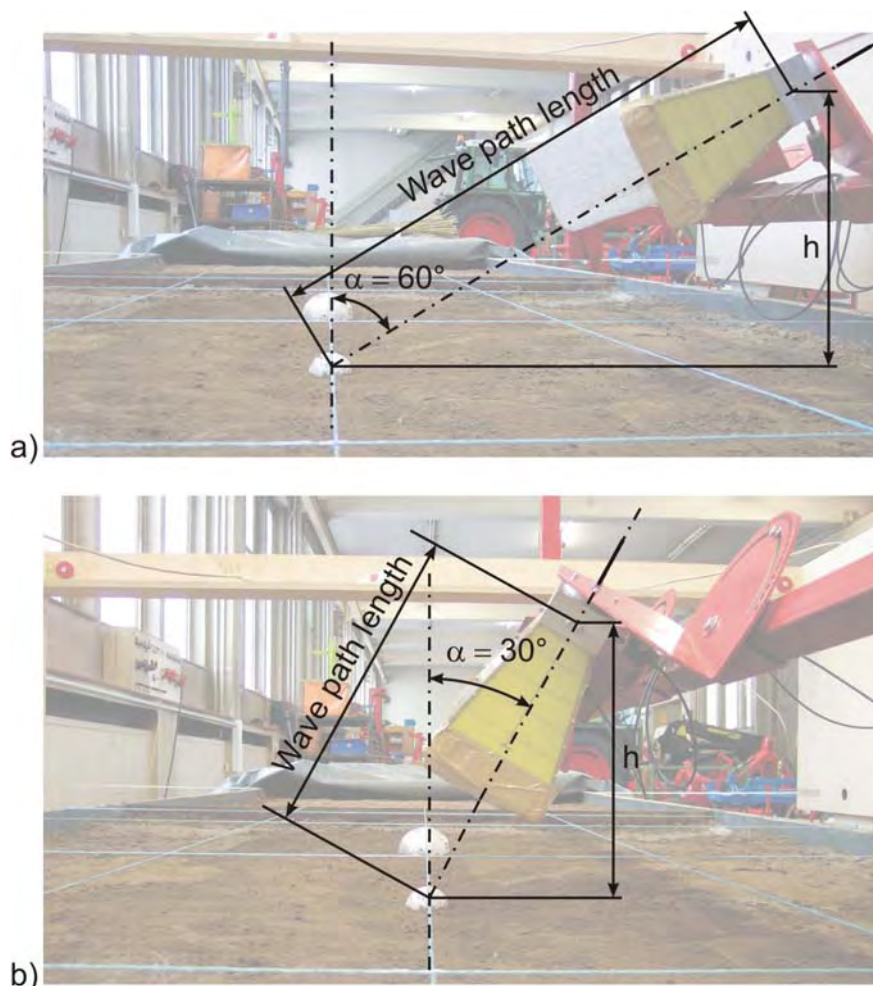 Wave path length
h
α = 60°
a)
Wave path length
α = 30°
h
b)